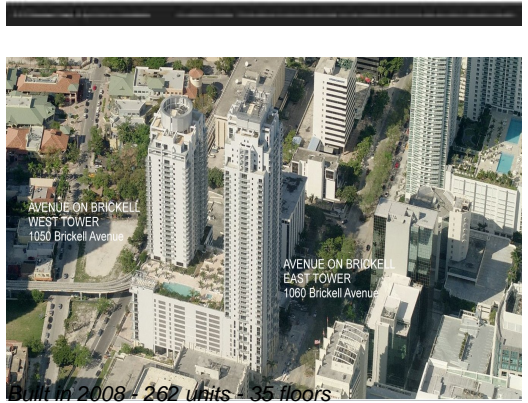 AVENUE ON BRICKELL
WEST TOWER
1050 Brickell Avenue
AVENUE ON BRICKELL
EAST TOWER
1060 Brickell Avenue
Built in 2008 - 262 units - 35 floors